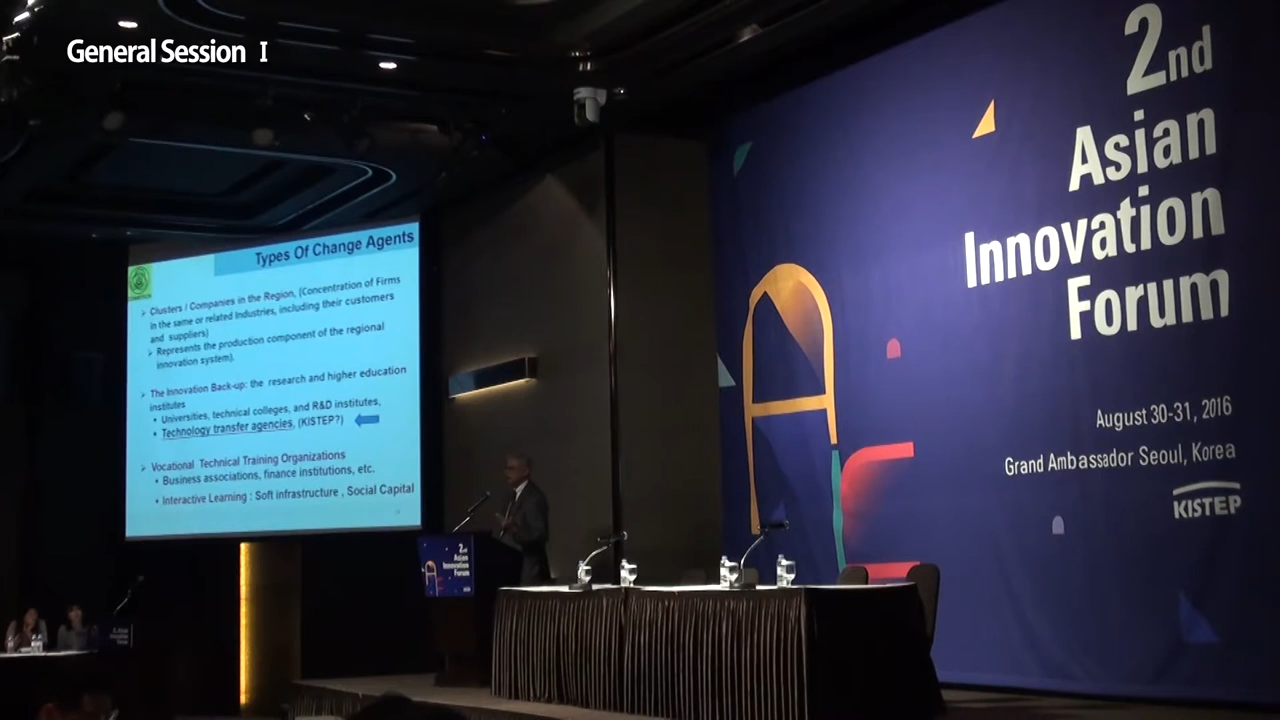 General Session I
Types Of Change Agents
Clusters / Companies in the Region, (Concentration of Firms
in the same or related Industries, including their customers
and suppliers)
Represents the production component of the regional
innovation system).
The Innovation Back-up: the research and higher education
institutes
• Universities, technical colleges, and R&D institutes,
• Technology transfer agencies, (KISTEP?)
Vocational Technical Training Organizations
• Business associations, finance institutions, etc.
• Interactive Learning : Soft infrastructure , Social Capital
2nd
Asian
Innovation
Forum
August 30-31, 2016
Grand Ambassador Seoul, Korea
KISTEP
2nd
Asian
Innovation
Forum